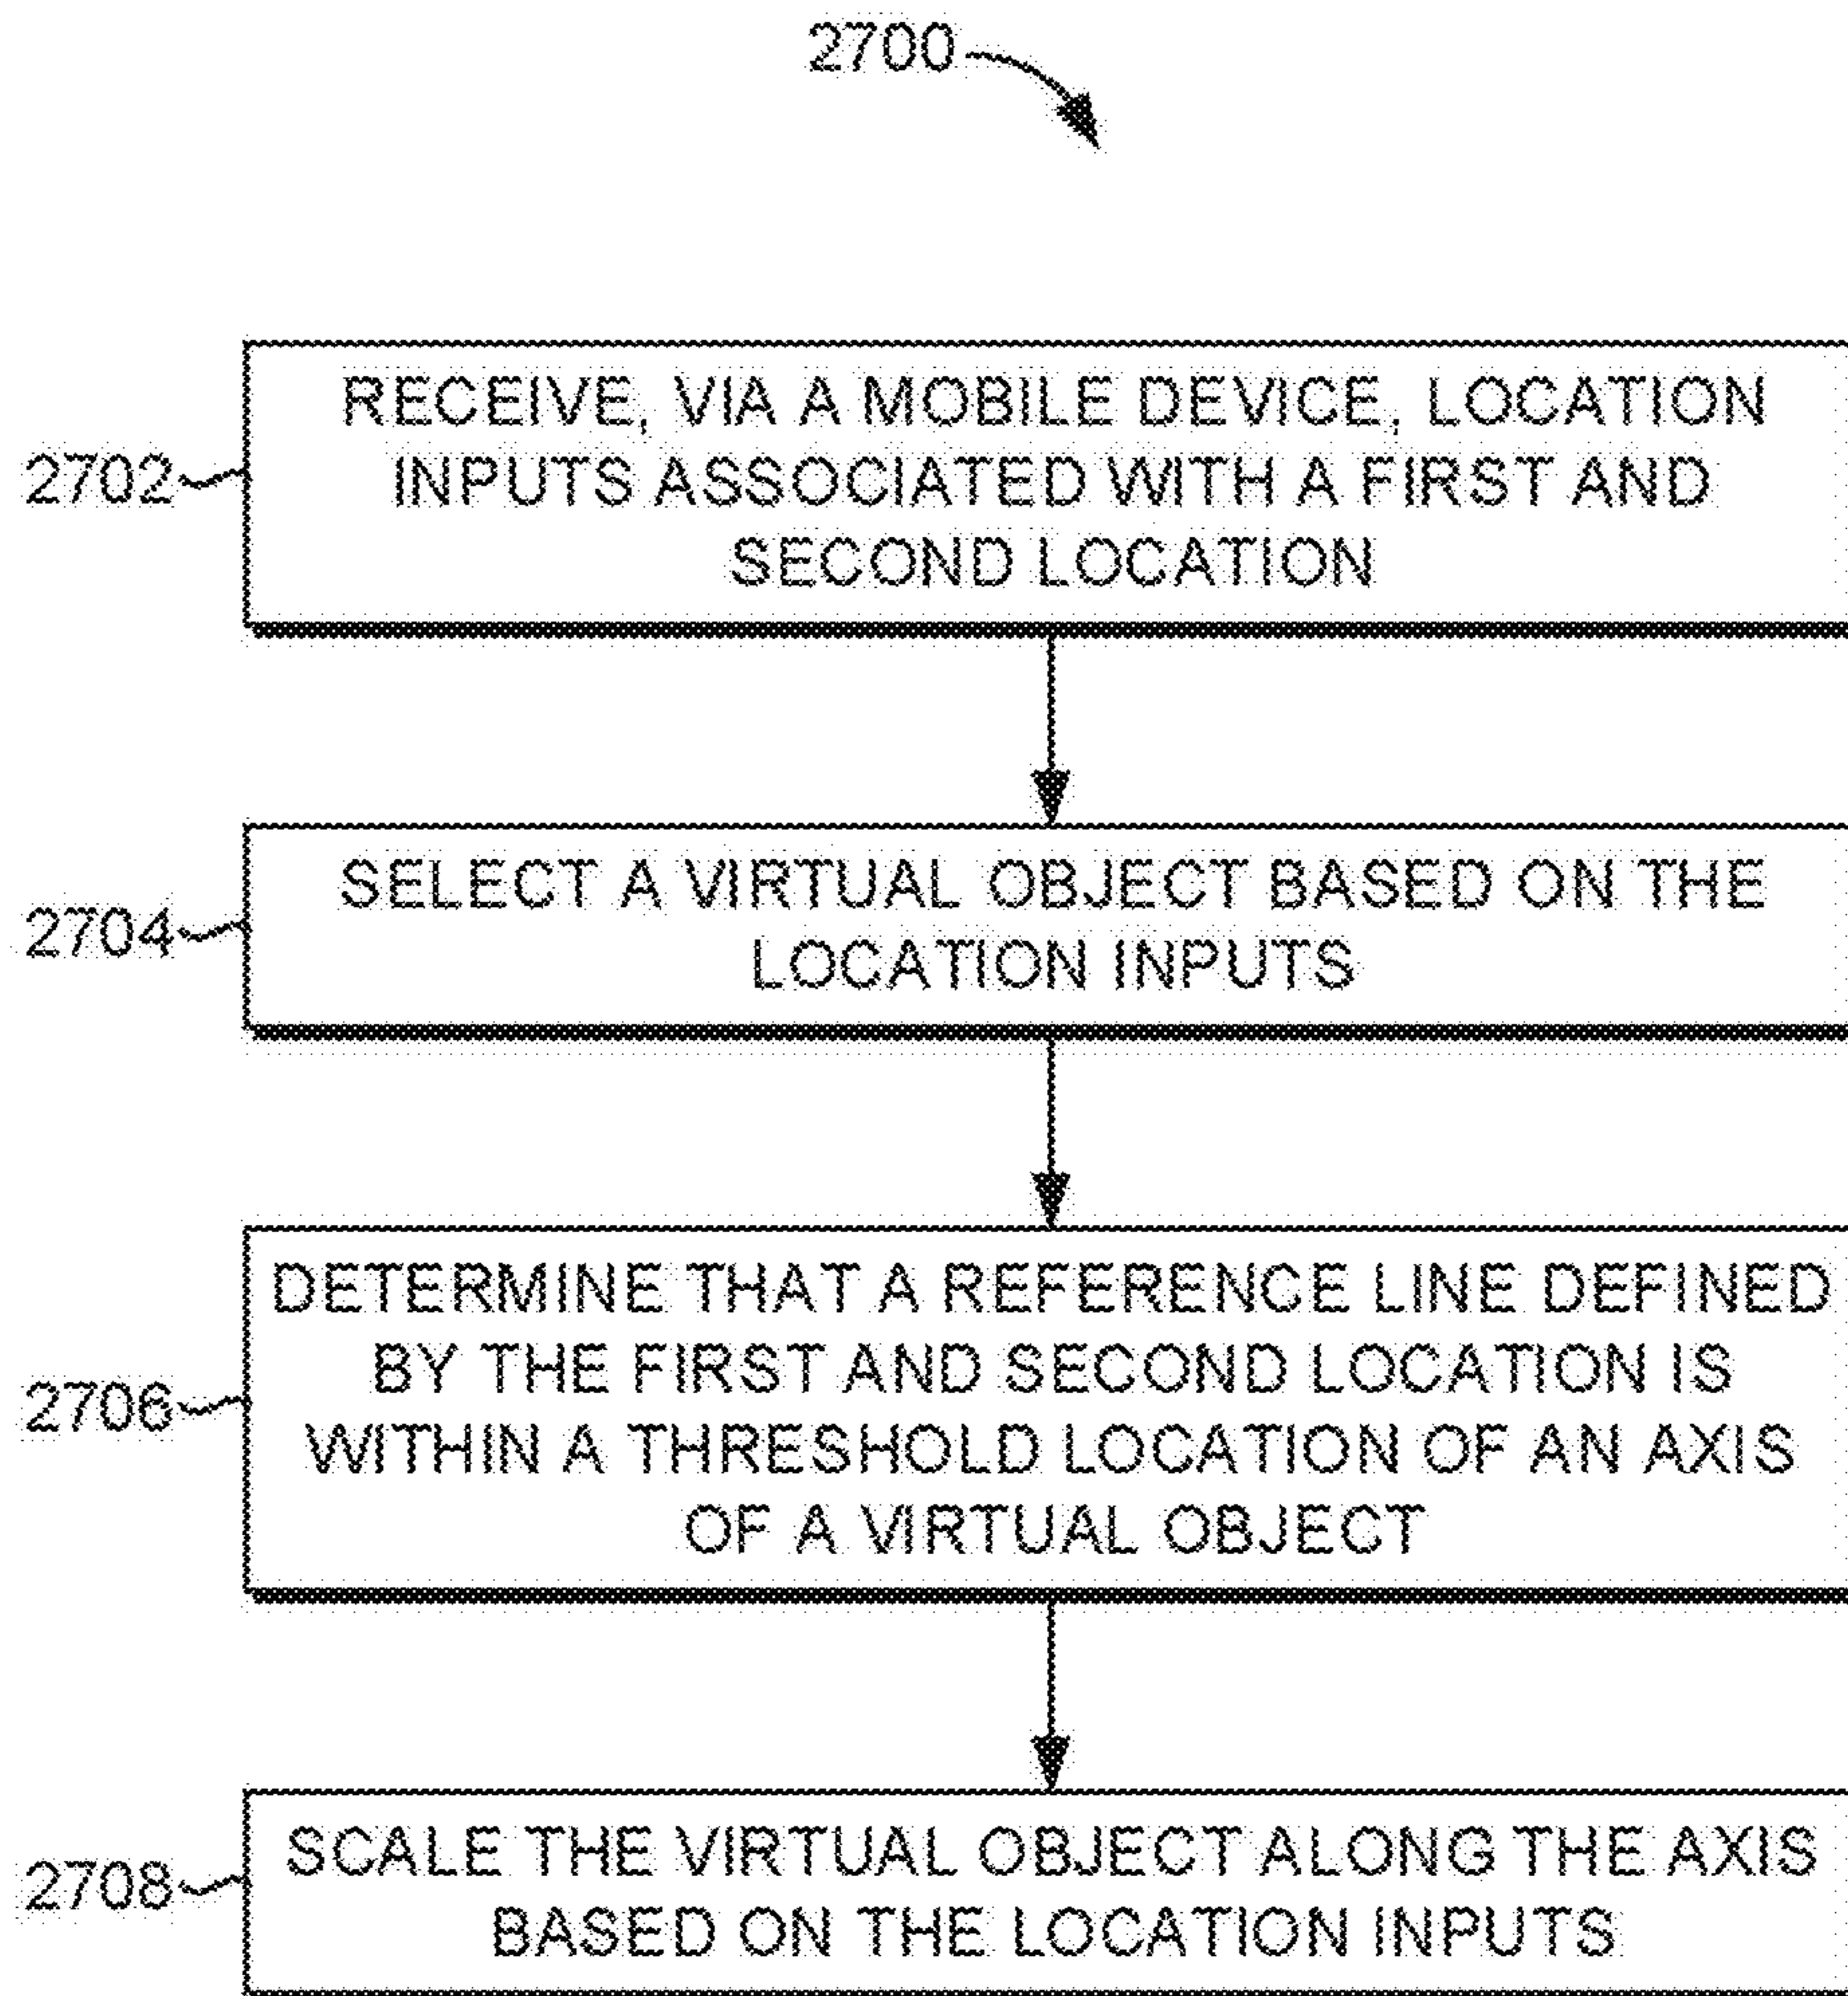 2700
2702
RECEIVE, VIA A MOBILE DEVICE, LOCATION
INPUTS ASSOCIATED WITH A FIRST AND
SECOND LOCATION
2704
SELECT A VIRTUAL OBJECT BASED ON THE
LOCATION INPUTS
2706
DETERMINE THAT A REFERENCE LINE DEFINED
BY THE FIRST AND SECOND LOCATION IS
WITHIN A THRESHOLD LOCATION OF AN AXIS
OF A VIRTUAL OBJECT
2708
SCALE THE VIRTUAL OBJECT ALONG THE AXIS
BASED ON THE LOCATION INPUTS